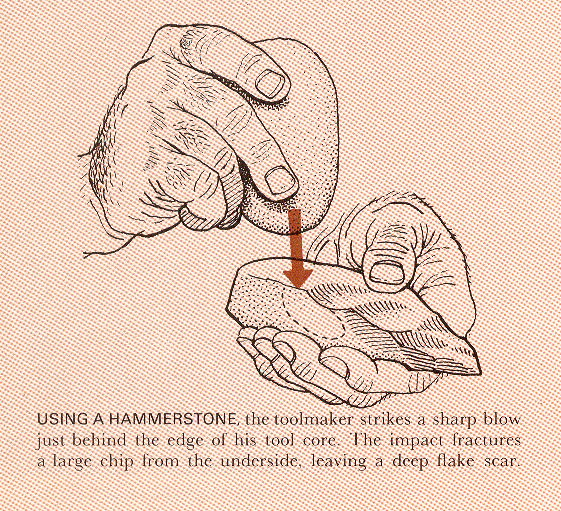 USING A HAMMERSTONE, the toolmaker strikes a sharp blow
just behind the edge of his tool core. The impact fractures
a large chip from the underside, leaving a deep flake scar.